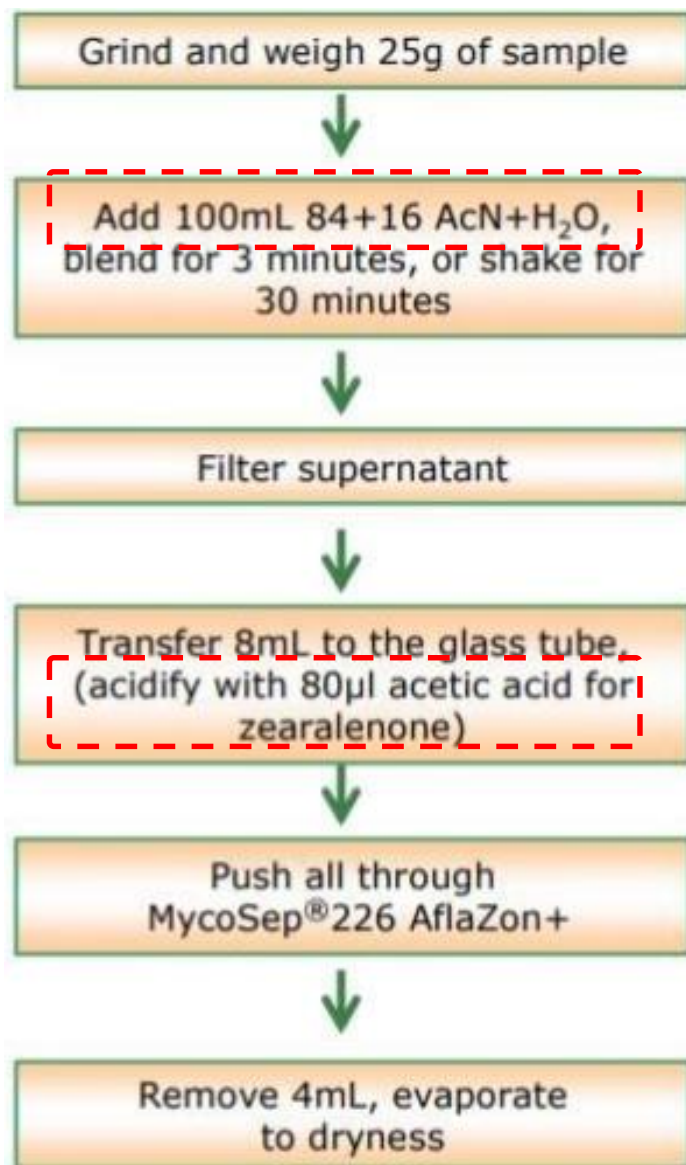 Grind and weigh 25g of sample
Add 100mL 84+16 AcN+H₂O,
blend for 3 minutes, or shake for
30 minutes
Filter supernatant
Transfer 8mL to the glass tube,
(acidify with 80µl acetic acid for
zearalenone)
Push all through
MycoSep®226 AflaZon+
Remove 4mL, evaporate
to dryness